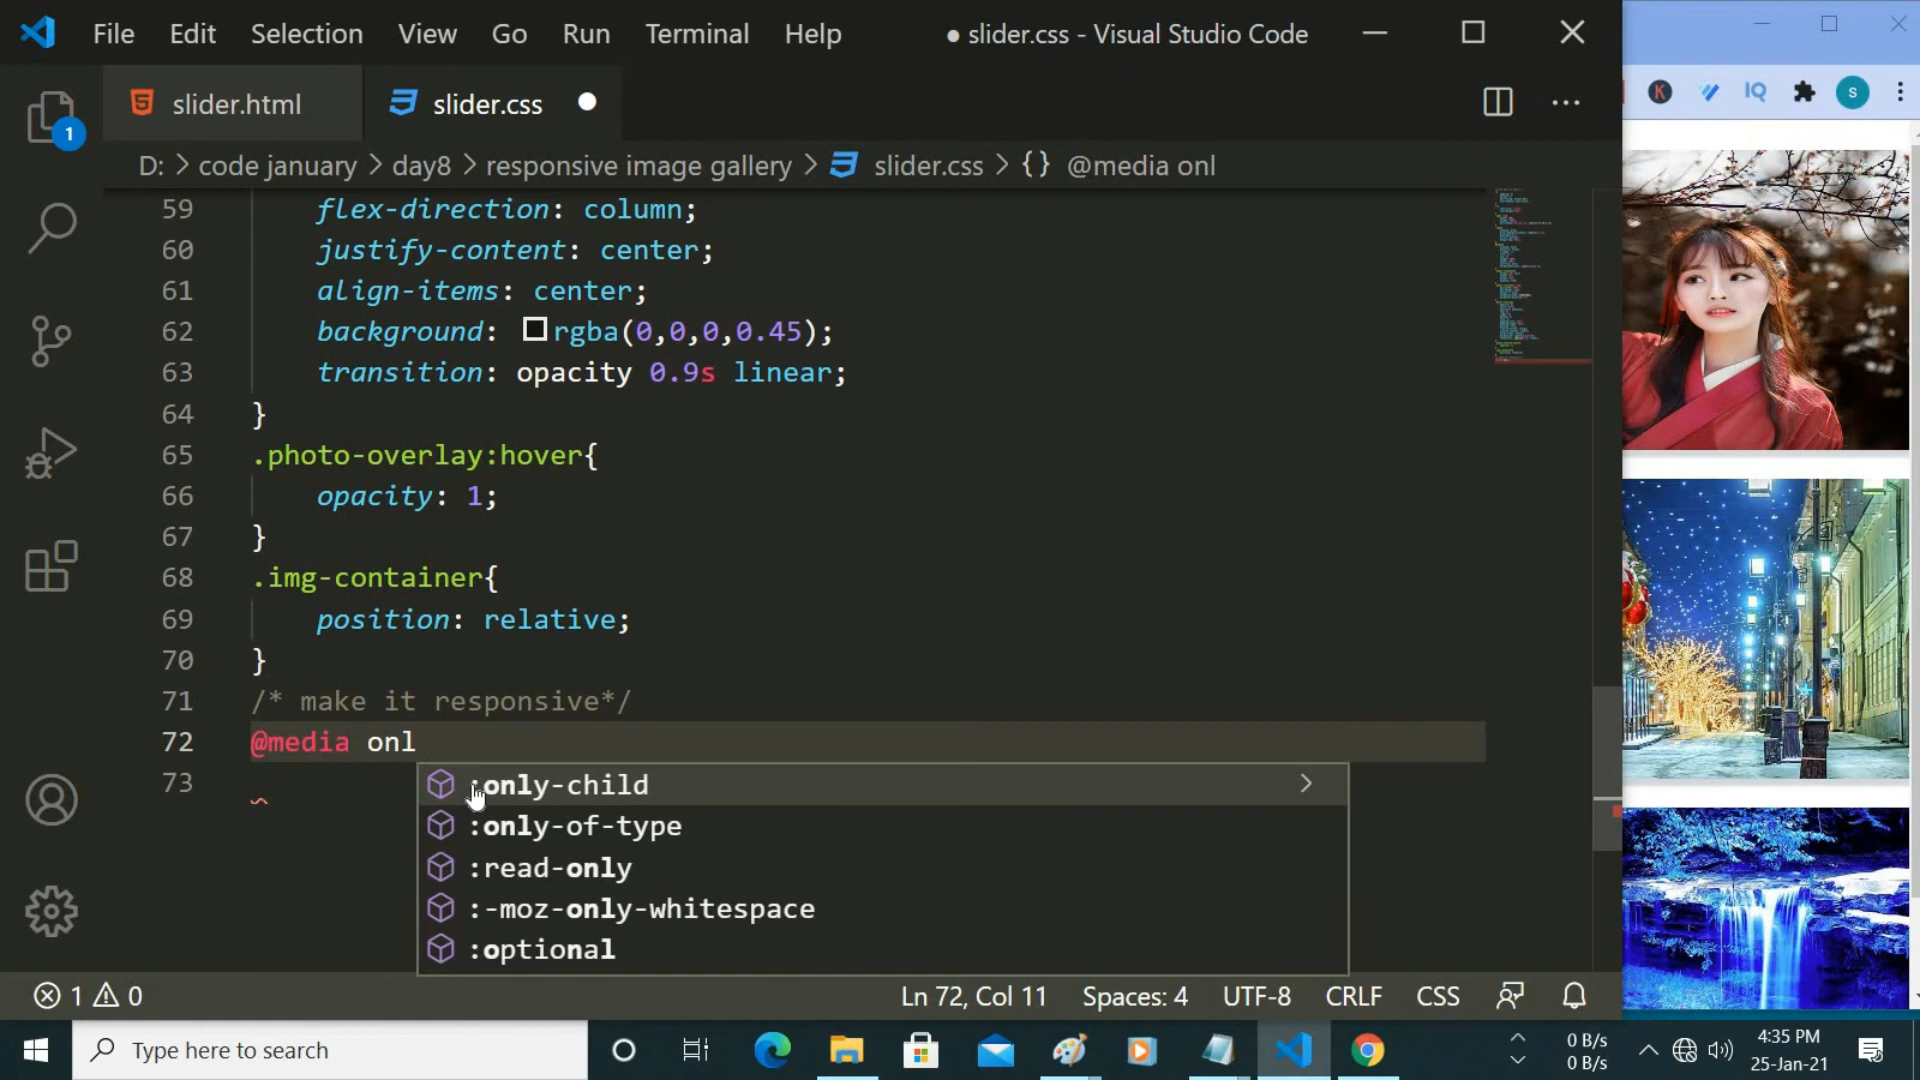 File Edit Selection View Go Run Terminal Help ● slider.css - Visual Studio Code
slider.html slider.css
K IQ s
1
D: > code january > day8 > responsive image gallery > slider.css > {} @media onl
59 flex-direction: column;
60 justify-content: center;
61 align-items: center;
62 background: rgba(0,0,0,0.45);
63 transition: opacity 0.9s linear;
64 }
65 .photo-overlay:hover{
66 opacity: 1;
67 }
68 .img-container{
69 position: relative;
70 }
71 /* make it responsive*/
72 @media onl
73
:only-child
:only-of-type
:read-only
:-moz-only-whitespace
:optional
1 0 Ln 72, Col 11 Spaces: 4 UTF-8 CRLF CSS
Type here to search
0 B/s
0 B/s
4:35 PM
25-Jan-21